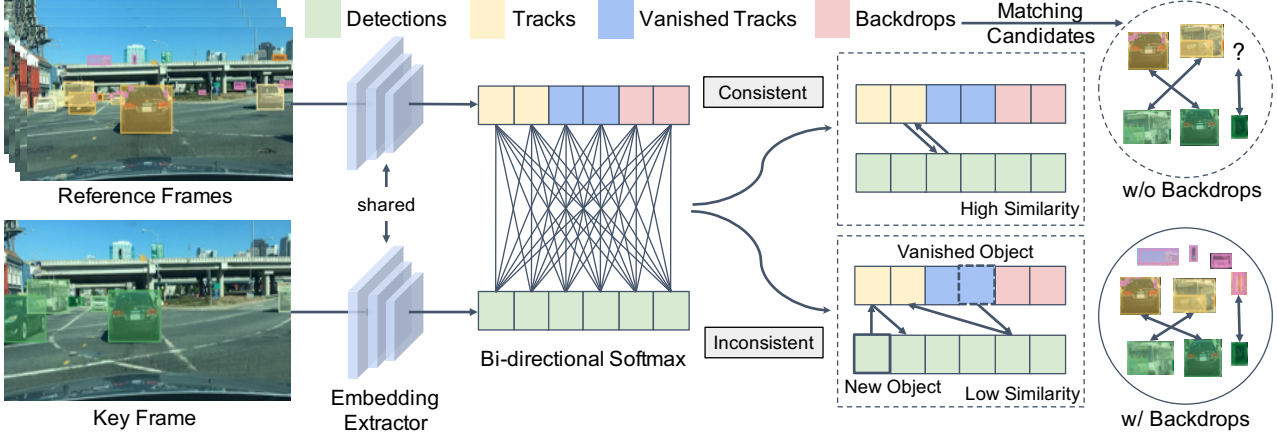 Detections
Tracks
Vanished Tracks
Backdrops
Matching
Candidates
Reference Frames
shared
Key Frame
Embedding
Extractor
Bi-directional Softmax
Consistent
Inconsistent
High Similarity
Vanished Object
New Object
Low Similarity
?
w/o Backdrops
w/ Backdrops